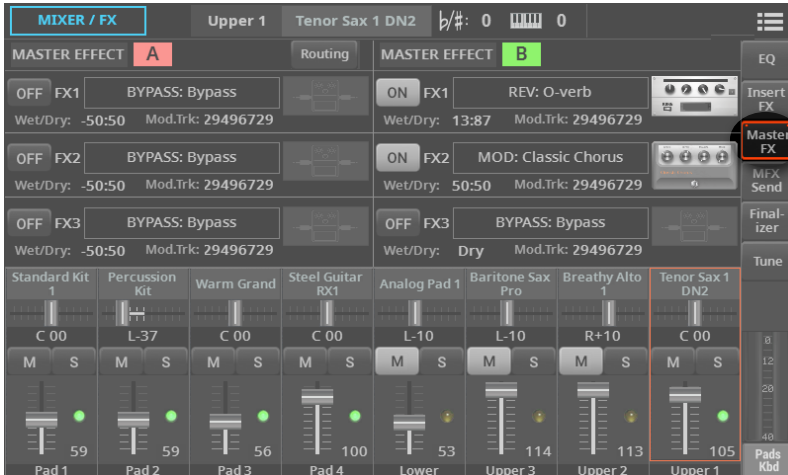 MIXER / FX Upper 1 Tenor Sax 1 DN2 ♭/♯: 0 0
MASTER EFFECT A Routing MASTER EFFECT B
EQ
OFF FX1 BYPASS: Bypass
Wet/Dry: -50:50 Mod.Trk: 29496729
ON FX1 REV: O-verb
Wet/Dry: 13:87 Mod.Trk: 29496729
Insert
FX
Master
FX
OFF FX2 BYPASS: Bypass
Wet/Dry: -50:50 Mod.Trk: 29496729
ON FX2 MOD: Classic Chorus
Wet/Dry: 50:50 Mod.Trk: 29496729
MFX
Send
OFF FX3 BYPASS: Bypass
Wet/Dry: -50:50 Mod.Trk: 29496729
OFF FX3 BYPASS: Bypass
Wet/Dry: Dry Mod.Trk: 29496729
Final-
izer
Tune
Standard Kit
1
Percussion
Kit
Warm Grand
Steel Guitar
RX1
Analog Pad 1
Baritone Sax
Pro
Breathy Alto
1
Tenor Sax 1
DN2
C 00 L-37 C 00 C 00 L-10 L-10 R+10 C 00
M S M S M S M S M S M S M S M S
0
12
20
40
59 59 56 100 53 114 113 105
Pad 1 Pad 2 Pad 3 Pad 4 Lower Upper 3 Upper 2 Upper 1
Pads
Kbd